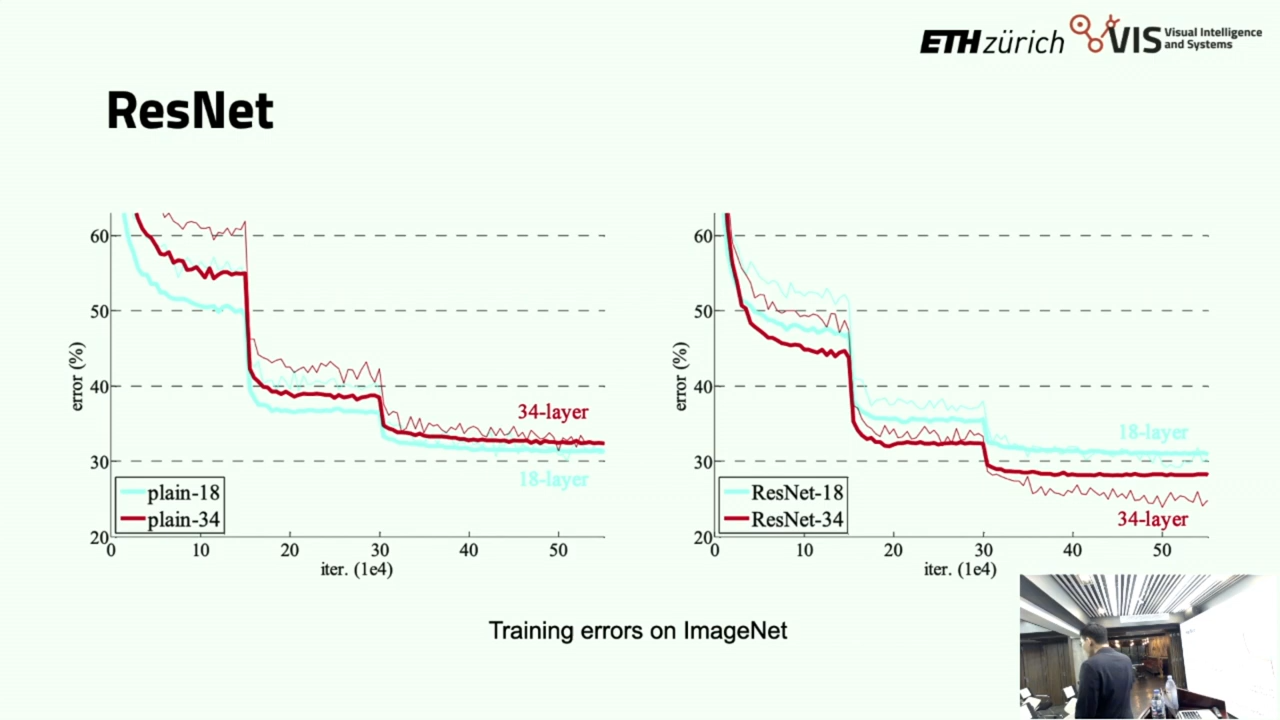 ETH zürich
VIS Visual Intelligence
and Systems
ResNet
60
50
40
30
20
error (%)
34-layer
18-layer
plain-18
plain-34
0 10 20 30 40 50
iter. (1e4)
60
50
40
30
20
error (%)
18-layer
34-layer
ResNet-18
ResNet-34
0 10 20 30 40 50
iter. (1e4)
Training errors on ImageNet